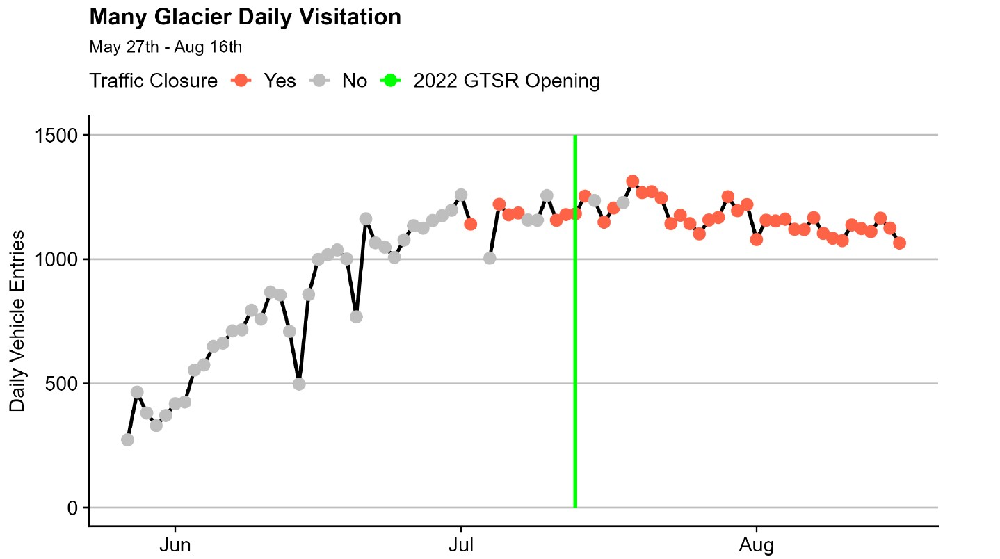 Many Glacier Daily Visitation
May 27th - Aug 16th
Traffic Closure Yes No 2022 GTSR Opening
1500
1000
500
0
Daily Vehicle Entries
Jun Jul Aug